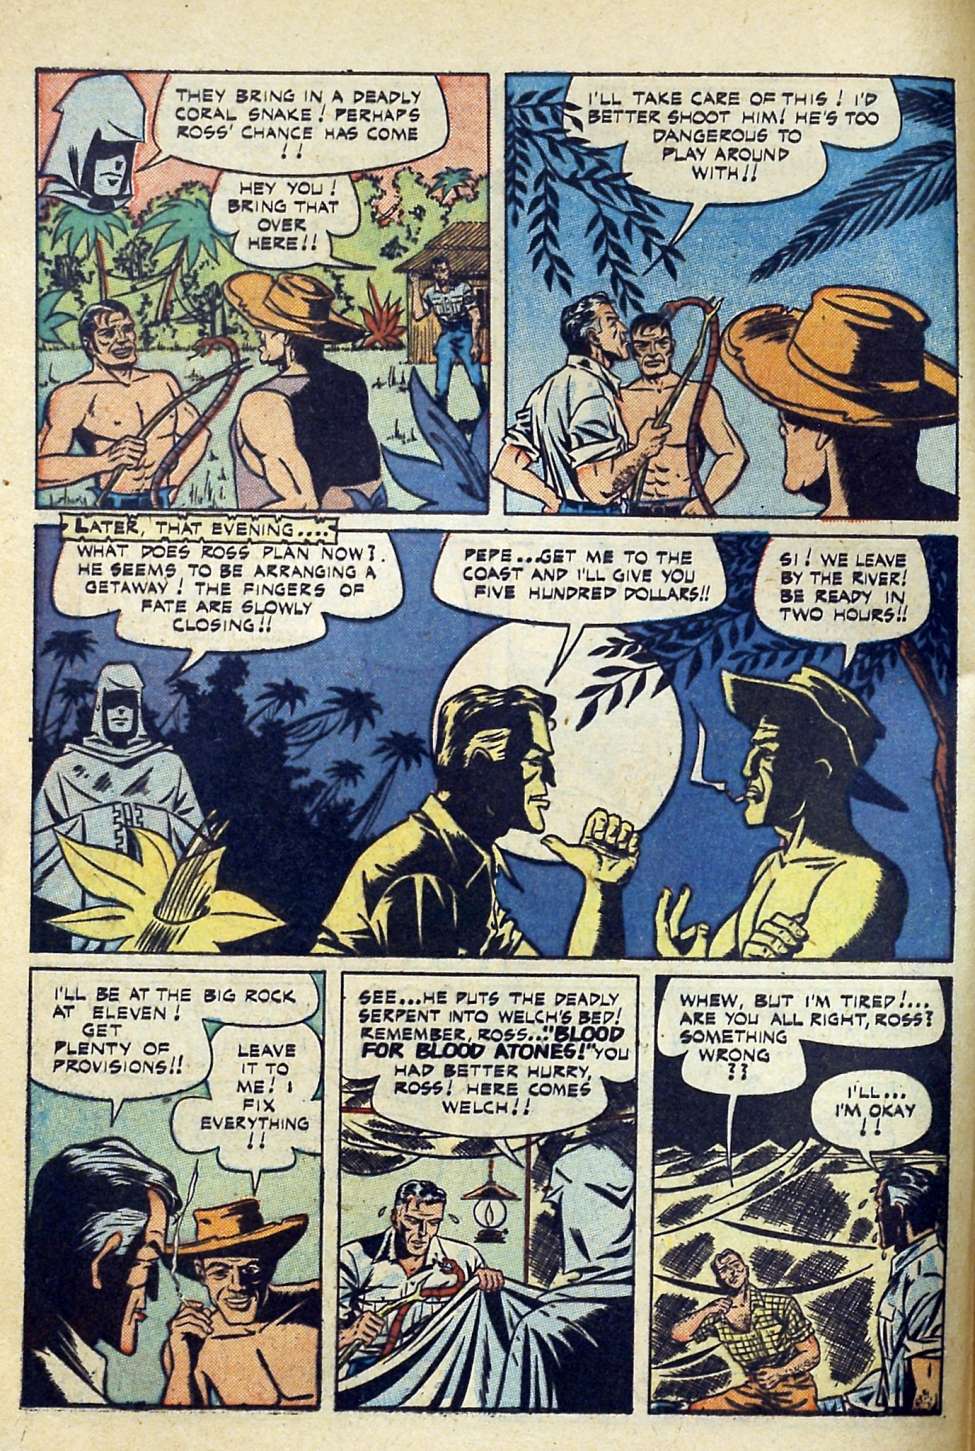 THEY BRING IN A DEADLY
CORAL SNAKE! PERHAPS
ROSS' CHANCE HAS COME
!!
HEY YOU!
BRING THAT
OVER
HERE!!
I'LL TAKE CARE OF THIS! I'D
BETTER SHOOT HIM! HE'S TOO
DANGEROUS TO
PLAY AROUND
WITH!!
LATER, THAT EVENING....
WHAT DOES ROSS PLAN NOW?
HE SEEMS TO BE ARRANGING A
GETAWAY! THE FINGERS OF
FATE ARE SLOWLY
CLOSING!!
PEPE...GET ME TO THE
COAST AND I'LL GIVE YOU
FIVE HUNDRED DOLLARS!!
SI! WE LEAVE
BY THE RIVER!
BE READY IN
TWO HOURS!!
I'LL BE AT THE BIG ROCK
AT ELEVEN!
GET
PLENTY OF
PROVISIONS!!
LEAVE
IT TO
ME! I
FIX
EVERYTHING
!!
SEE...HE PUTS THE DEADLY
SERPENT INTO WELCH'S BED!
REMEMBER, ROSS..."BLOOD
FOR BLOOD ATONES!" YOU
HAD BETTER HURRY,
ROSS! HERE COMES
WELCH!!
WHEW, BUT I'M TIRED!...
ARE YOU ALL RIGHT, ROSS?
SOMETHING
WRONG
??
I'LL...
I'M OKAY
!!